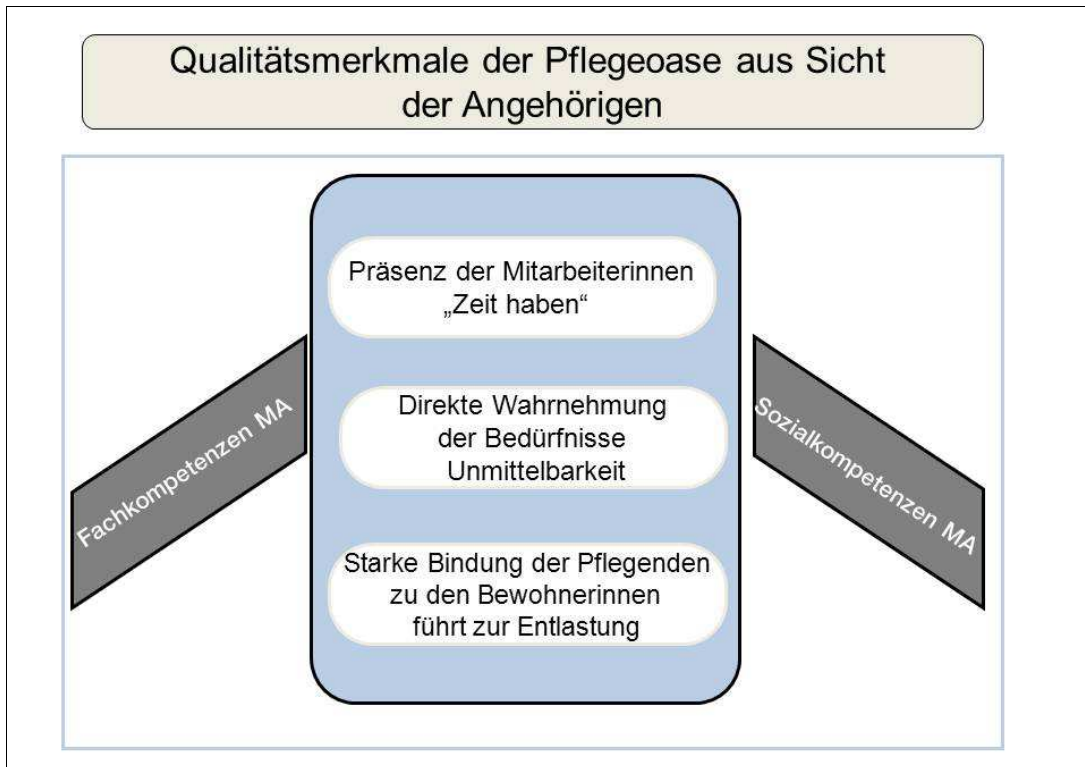 Qualitätsmerkmale der Pflegeoase aus Sicht
der Angehörigen
Präsenz der Mitarbeiterinnen
„Zeit haben“
Fachkompetenzen MA
Direkte Wahrnehmung
der Bedürfnisse
Unmittelbarkeit
Sozialkompetenzen MA
Starke Bindung der Pflegenden
zu den Bewohnerinnen
führt zur Entlastung